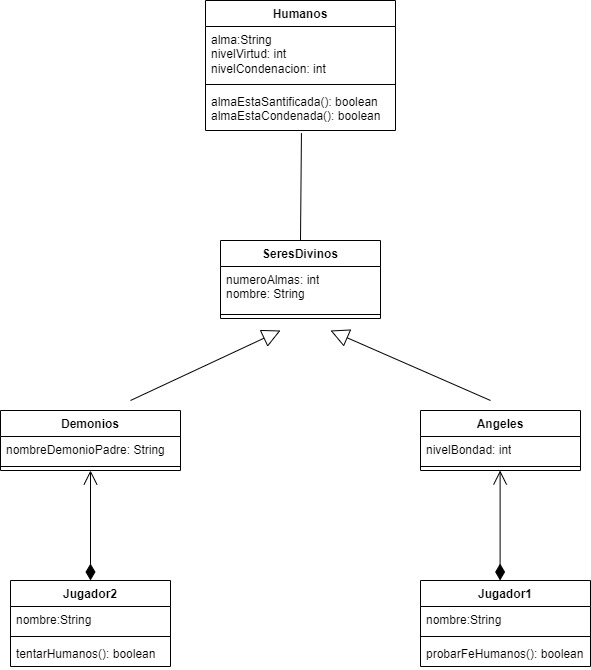 Humanos
alma:String
nivelVirtud: int
nivelCondenacion: int
almaEstaSantificada(): boolean
almaEstaCondenada(): boolean
SeresDivinos
numeroAlmas: int
nombre: String
Demonios
nombreDemonioPadre: String
Angeles
nivelBondad: int
Jugador2
nombre:String
tentarHumanos(): boolean
Jugador1
nombre:String
probarFeHumanos(): boolean